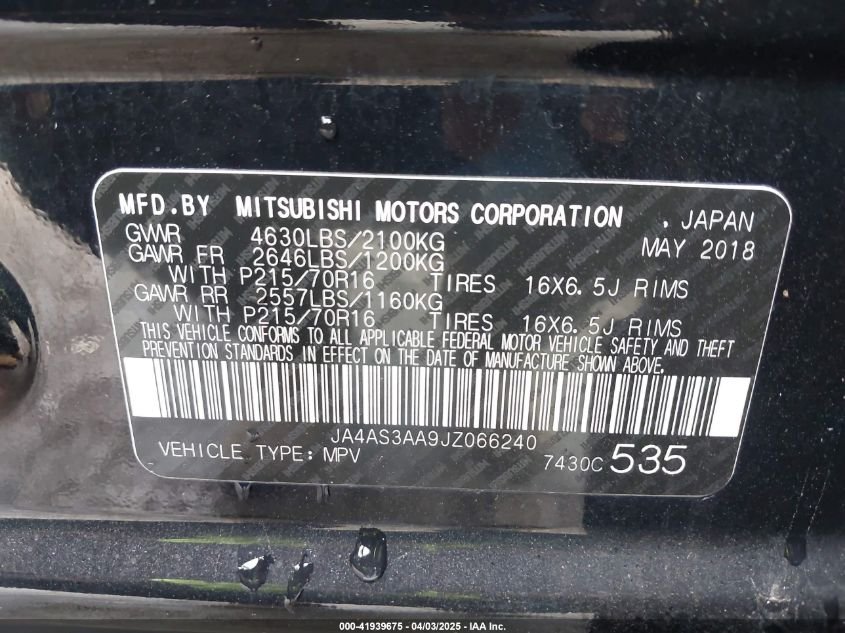 MFD.BY MITSUBISHI MOTORS CORPORATION , JAPAN
GVWR 4630LBS/2100KG MAY 2018
GAWR FR 2646LBS/1200KG
WITH P215/70R16 TIRES 16X6.5J RIMS
GAWR RR 2557LBS/1160KG
WITH P215/70R16 TIRES 16X6.5J RIMS
THIS VEHICLE CONFORMS TO ALL APPLICABLE FEDERAL MOTOR VEHICLE SAFETY AND THEFT
PREVENTION STANDARDS IN EFFECT ON THE DATE OF MANUFACTURE SHOWN ABOVE.
JA4AS3AA9JZ066240
VEHICLE TYPE: MPV 7430C 535
000-41939675 - 04/03/2025 - IAA Inc.